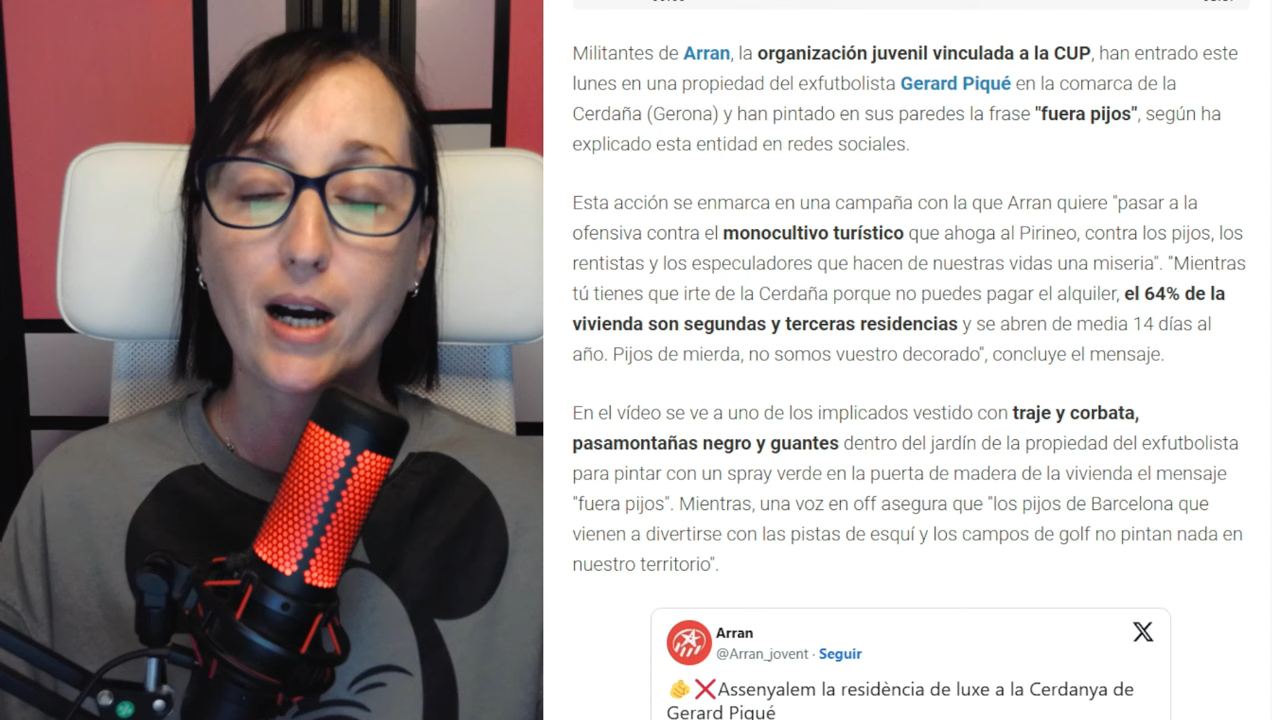 Militantes de Arran, la organización juvenil vinculada a la CUP, han entrado este
lunes en una propiedad del exfutbolista Gerard Piqué en la comarca de la
Cerdaña (Gerona) y han pintado en sus paredes la frase "fuera pijos", según ha
explicado esta entidad en redes sociales.
Esta acción se enmarca en una campaña con la que Arran quiere "pasar a la
ofensiva contra el monocultivo turístico que ahoga al Pirineo, contra los pijos, los
rentistas y los especuladores que hacen de nuestras vidas una miseria". "Mientras
tú tienes que irte de la Cerdaña porque no puedes pagar el alquiler, el 64% de la
vivienda son segundas y terceras residencias y se abren de media 14 días al
año. Pijos de mierda, no somos vuestro decorado", concluye el mensaje.
En el vídeo se ve a uno de los implicados vestido con traje y corbata,
pasamontañas negro y guantes dentro del jardín de la propiedad del exfutbolista
para pintar con un spray verde en la puerta de madera de la vivienda el mensaje
"fuera pijos". Mientras, una voz en off asegura que "los pijos de Barcelona que
vienen a divertirse con las pistas de esquí y los campos de golf no pintan nada en
nuestro territorio".
Arran
@Arran_jovent · Seguir
🫵❌Assenyalem la residència de luxe a la Cerdanya de
Gerard Piqué